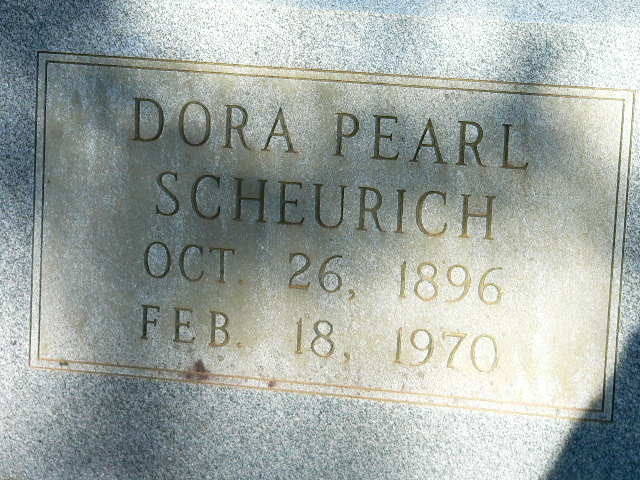 DORA PEARL
SCHEURICH
OCT. 26, 1896
FEB. 18, 1970